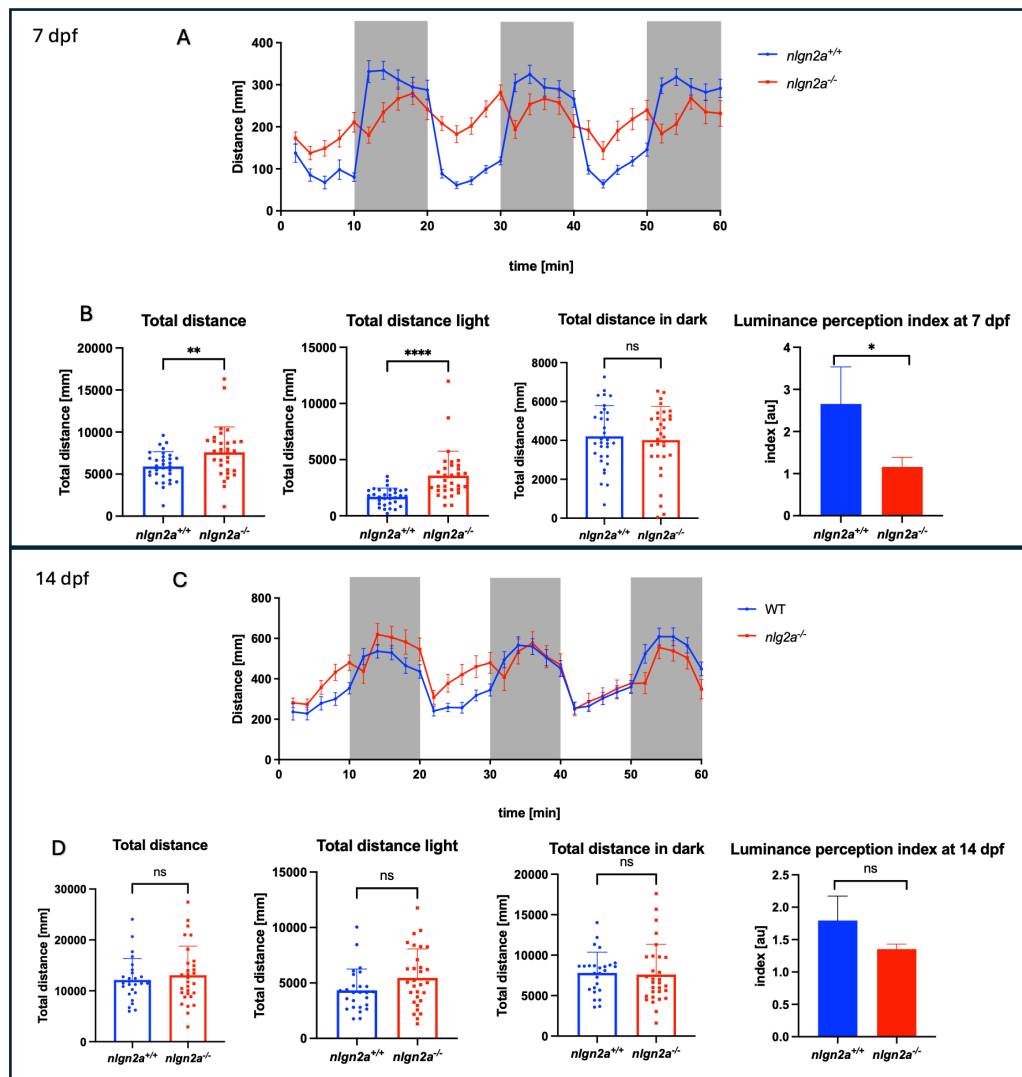 7 dpf
A
400
300
200
100
0
Distance [mm]
0 10 20 30 40 50 60
time [min]
nlgn2a+/+
nlgn2a-/-
B
Total distance
**
20000
15000
10000
5000
0
Total distance [mm]
nlgn2a+/+ nlgn2a-/-
Total distance light
****
15000
10000
5000
0
Total distance [mm]
nlgn2a+/+ nlgn2a-/-
Total distance in dark
ns
8000
6000
4000
2000
0
Total distance [mm]
nlgn2a+/+ nlgn2a-/-
Luminance perception index at 7 dpf
*
4
3
2
1
0
index [au]
nlgn2a+/+ nlgn2a-/-
14 dpf
C
800
600
400
200
0
Distance [mm]
0 10 20 30 40 50 60
time [min]
WT
nlg2a-/-
D
Total distance
ns
30000
20000
10000
0
Total distance [mm]
nlgn2a+/+ nlgn2a-/-
Total distance light
ns
15000
10000
5000
0
Total distance [mm]
nlgn2a+/+ nlgn2a-/-
Total distance in dark
ns
20000
15000
10000
5000
0
Total distance [mm]
nlgn2a+/+ nlgn2a-/-
Luminance perception index at 14 dpf
ns
2.5
2.0
1.5
1.0
0.5
0.0
index [au]
nlgn2a+/+ nlgn2a-/-